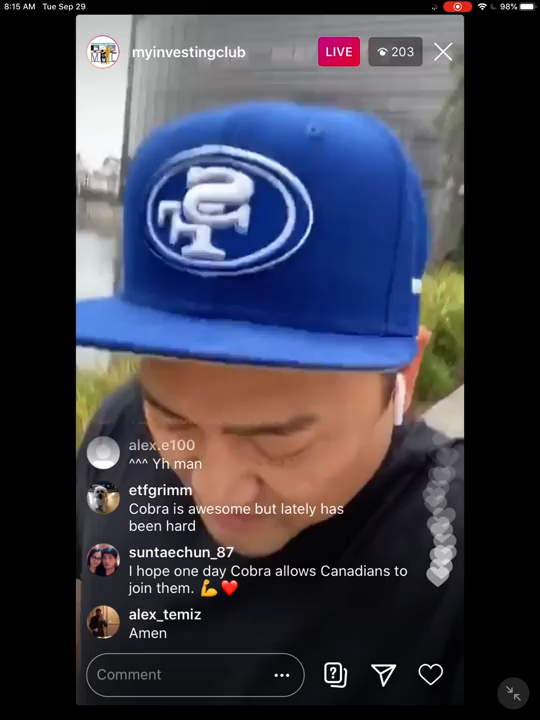 8:15 AM Tue Sep 29
98%
myinvestingclub
LIVE
203
alex.e100
^^^ Yh man
etfgrimm
Cobra is awesome but lately has
been hard
suntaechun_87
I hope one day Cobra allows Canadians to
join them. 💪❤️
alex_temiz
Amen
Comment